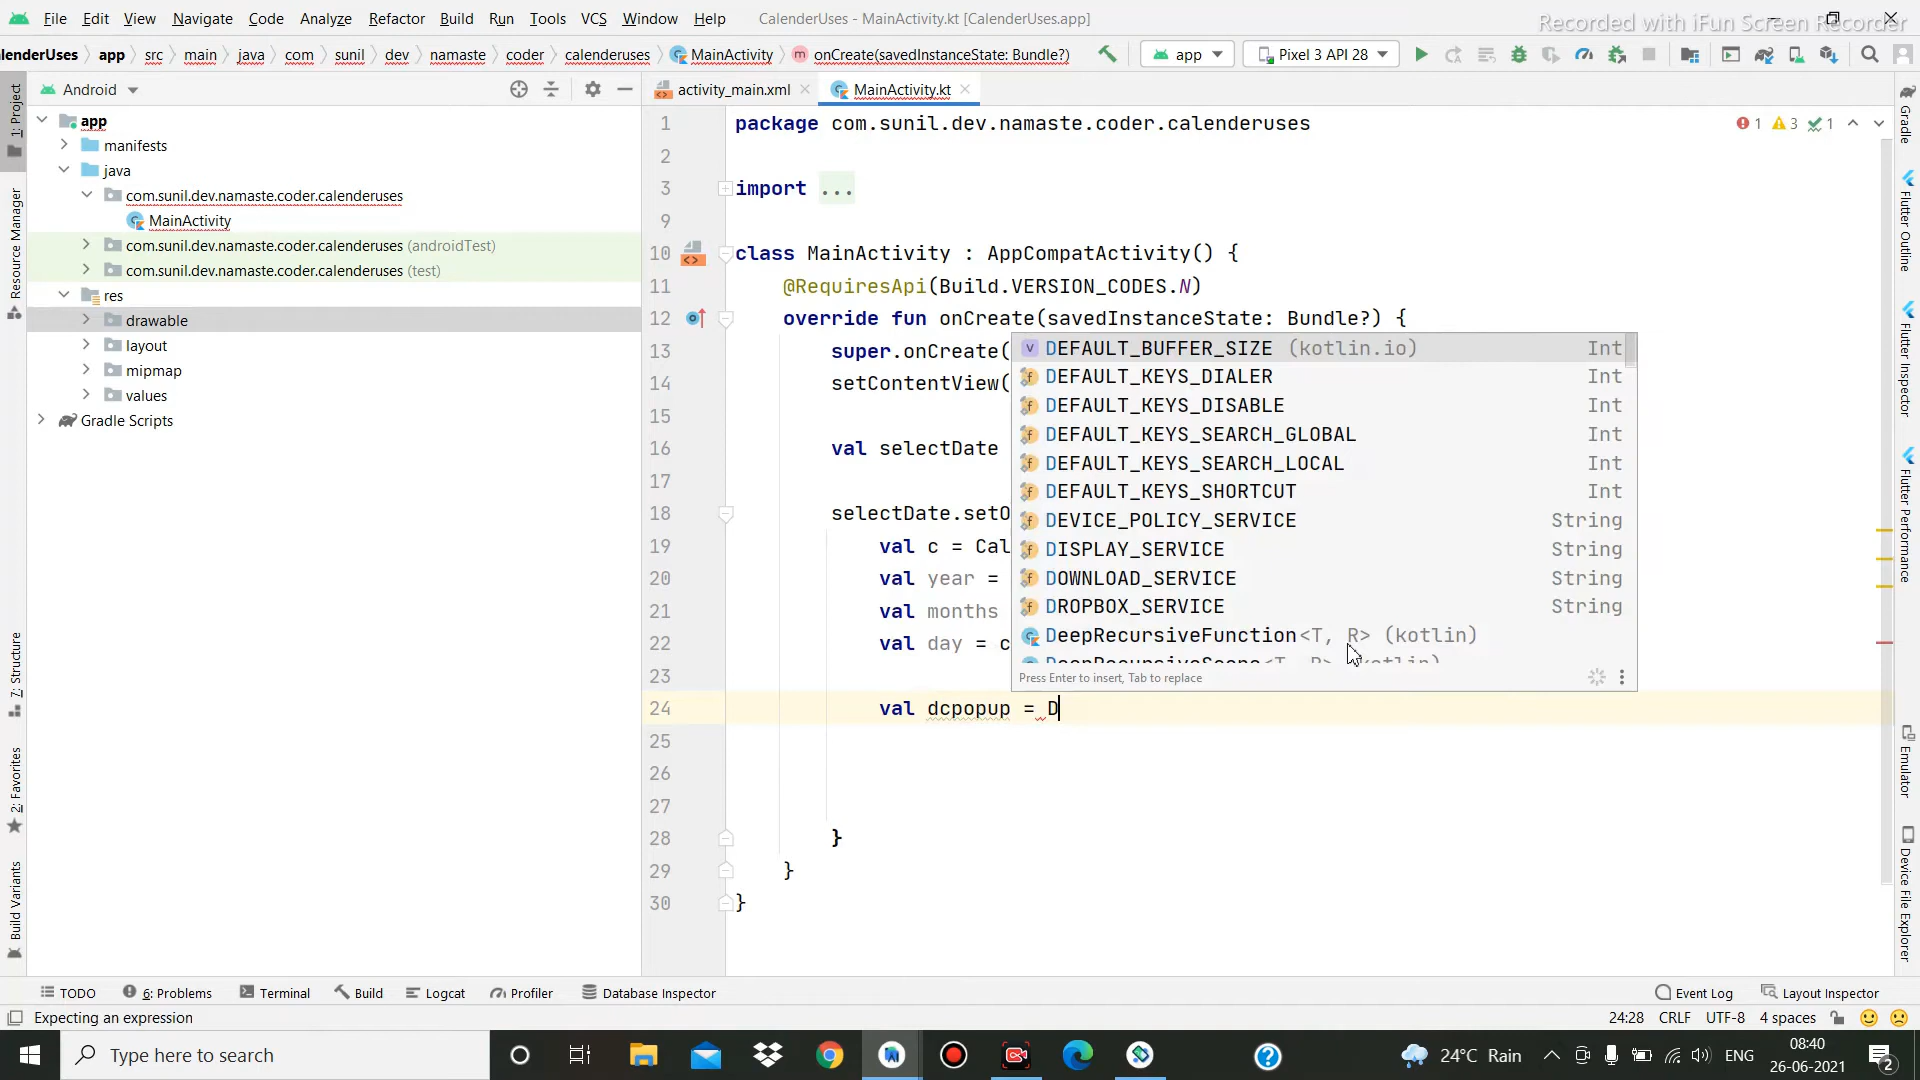 File Edit View Navigate Code Analyze Refactor Build Run Tools VCS Window Help CalenderUses - MainActivity.kt [CalenderUses.app]
Recorded with iFun Screen Recorder
lenderUses app src main java com sunil dev namaste coder calenderuses MainActivity onCreate(savedInstanceState: Bundle?) app Pixel 3 API 28
Android activity_main.xml MainActivity.kt
1: Project
Resource Manager
7: Structure
2: Favorites
Build Variants
app
manifests
java
com.sunil.dev.namaste.coder.calenderuses
MainActivity
com.sunil.dev.namaste.coder.calenderuses (androidTest)
com.sunil.dev.namaste.coder.calenderuses (test)
res
drawable
layout
mipmap
values
Gradle Scripts
1 package com.sunil.dev.namaste.coder.calenderuses
1 3 1
2
3 import ...
9
10 class MainActivity : AppCompatActivity() {
11 @RequiresApi(Build.VERSION_CODES.N)
12 override fun onCreate(savedInstanceState: Bundle?) {
13 super.onCreate(
14 setContentView(
15
16 val selectDate
17
18 selectDate.setO
19 val c = Cal
20 val year =
21 val months
22 val day = c
23
24 val dcpopup = D
25
26
27
28 }
29 }
30 }
DEFAULT_BUFFER_SIZE (kotlin.io) Int
DEFAULT_KEYS_DIALER Int
DEFAULT_KEYS_DISABLE Int
DEFAULT_KEYS_SEARCH_GLOBAL Int
DEFAULT_KEYS_SEARCH_LOCAL Int
DEFAULT_KEYS_SHORTCUT Int
DEVICE_POLICY_SERVICE String
DISPLAY_SERVICE String
DOWNLOAD_SERVICE String
DROPBOX_SERVICE String
DeepRecursiveFunction<T, R> (kotlin)
DeepRecursiveScope<T, R> (kotlin)
Press Enter to insert, Tab to replace
Gradle
Flutter Outline
Flutter Inspector
Flutter Performance
Emulator
Device File Explorer
TODO 6: Problems Terminal Build Logcat Profiler Database Inspector Event Log Layout Inspector
Expecting an expression 24:28 CRLF UTF-8 4 spaces
Type here to search 24°C Rain ENG 08:40
26-06-2021 2